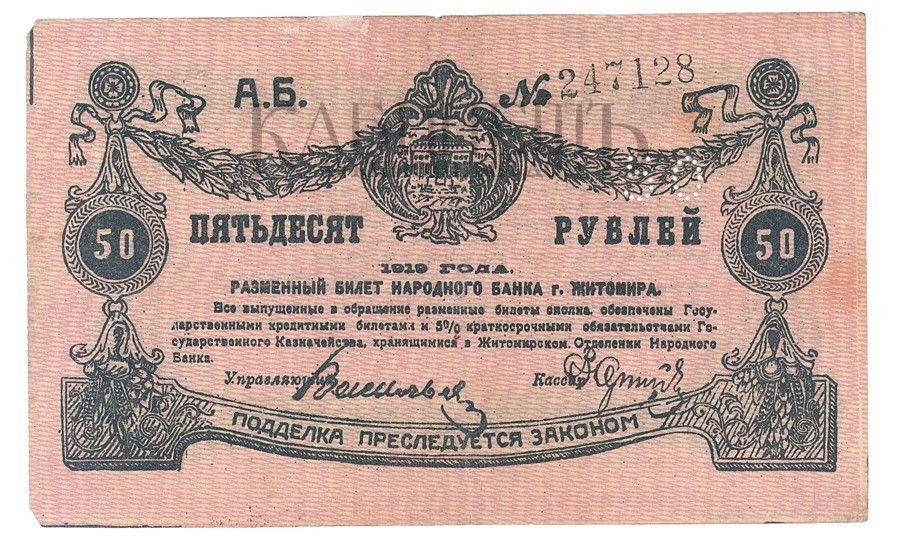 А.Б. № 247128
ПЯТЬДЕСЯТ РУБЛЕЙ
50 50
1919 ГОДА.
РАЗМЕННЫЙ БИЛЕТ НАРОДНОГО БАНКА г. ЖИТОМИРА.
Все выпущенные в обращение разменные билеты сполна, обеспечены Госу-
дарственными кредитными билетами и 5% краткосрочными обязательствами Го-
сударственного Казначейства, хранящимися в Житомирском Отделении Народного
Банка.
Управляющий Кассир
ПОДДЕЛКА ПРЕСЛЕДУЕТСЯ ЗАКОНОМ